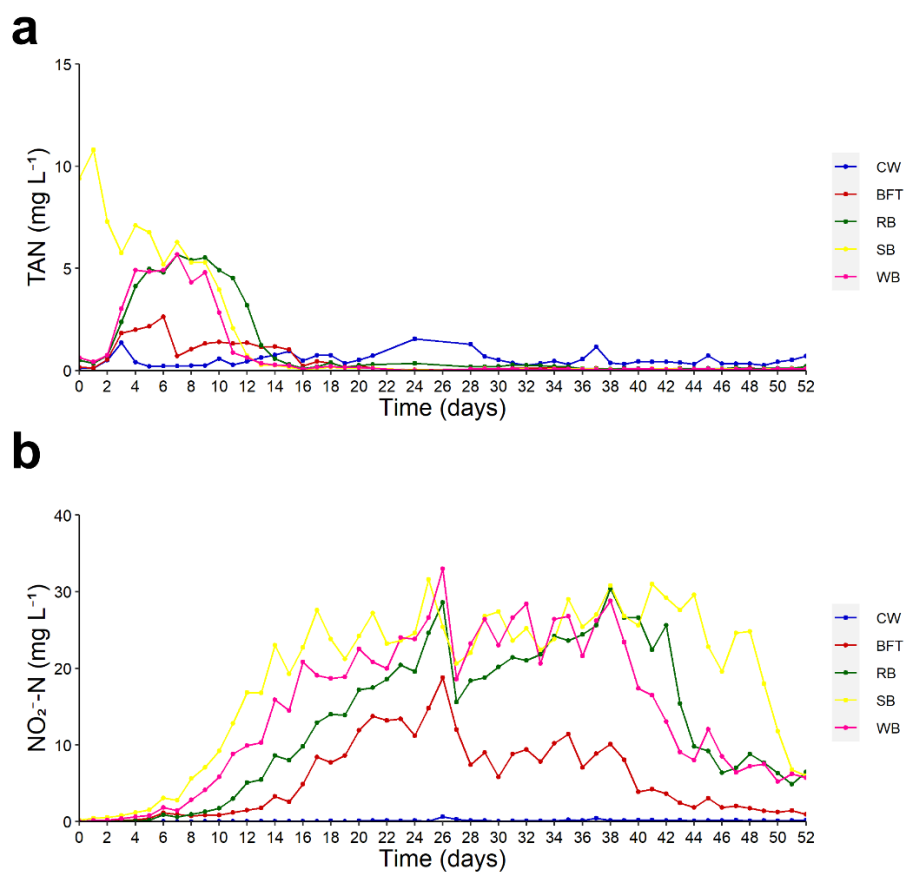 a
15
10
5
0
TAN (mg L⁻¹)
0 2 4 6 8 10 12 14 16 18 20 22 24 26 28 30 32 34 36 38 40 42 44 46 48 50 52
Time (days)
CW
BFT
RB
SB
WB
b
40
30
20
10
0
NO₂⁻-N (mg L⁻¹)
0 2 4 6 8 10 12 14 16 18 20 22 24 26 28 30 32 34 36 38 40 42 44 46 48 50 52
Time (days)
CW
BFT
RB
SB
WB